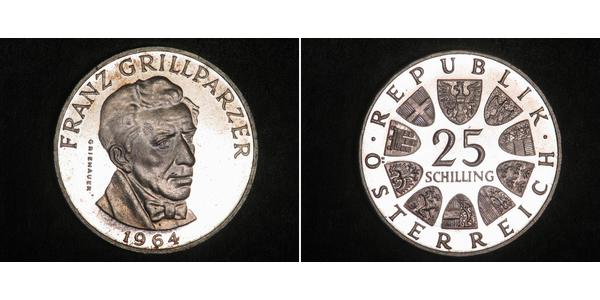 FRANZ GRILLPARZER
GRIENAUER
1964
REPUBLIK
25
SCHILLING
ÖSTERREICH